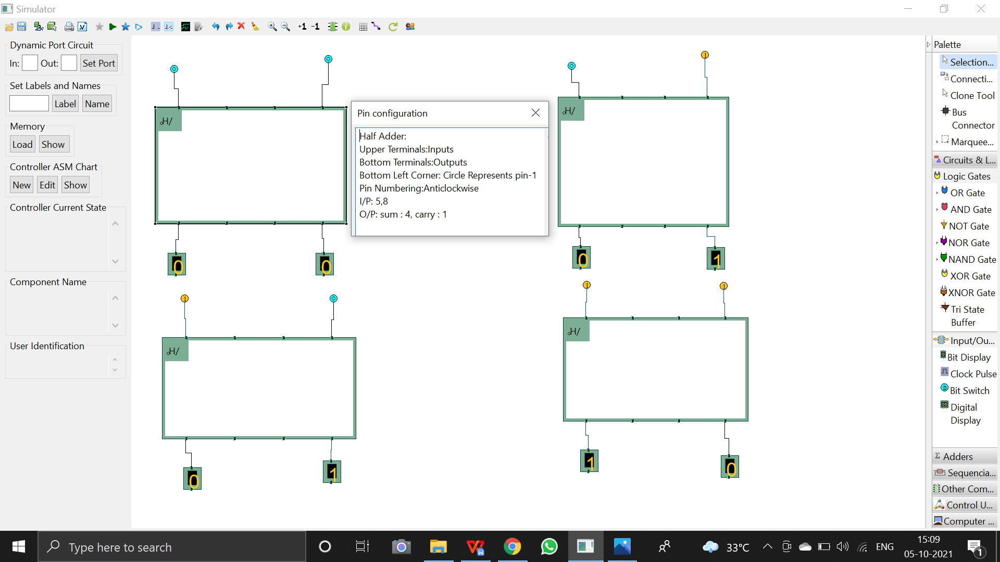 Simulator
+1 -1
Dynamic Port Circuit
In: Out: Set Port
Set Labels and Names
Label Name
Memory
Load Show
Controller ASM Chart
New Edit Show
Controller Current State
Component Name
User Identification
1
H/
H/
Pin configuration
Half Adder:
Upper Terminals:Inputs
Bottom Terminals:Outputs
Bottom Left Corner: Circle Represents pin-1
Pin Numbering:Anticlockwise
I/P: 5,8
O/P: sum : 4, carry : 1
0 0
0 1
1
1 1
H/
H/
0 1
1 0
Palette
Selection...
Connecti...
Clone Tool
Bus
Connector
Marquee...
Circuits & L...
Logic Gates
OR Gate
AND Gate
NOT Gate
NOR Gate
NAND Gate
XOR Gate
XNOR Gate
Tri State
Buffer
Input/Ou...
Bit Display
Clock Pulse
Bit Switch
Digital
Display
Σ Adders
Sequencia...
Other Com...
Control U...
Computer ...
Type here to search
33°C
ENG
15:09
05-10-2021
1